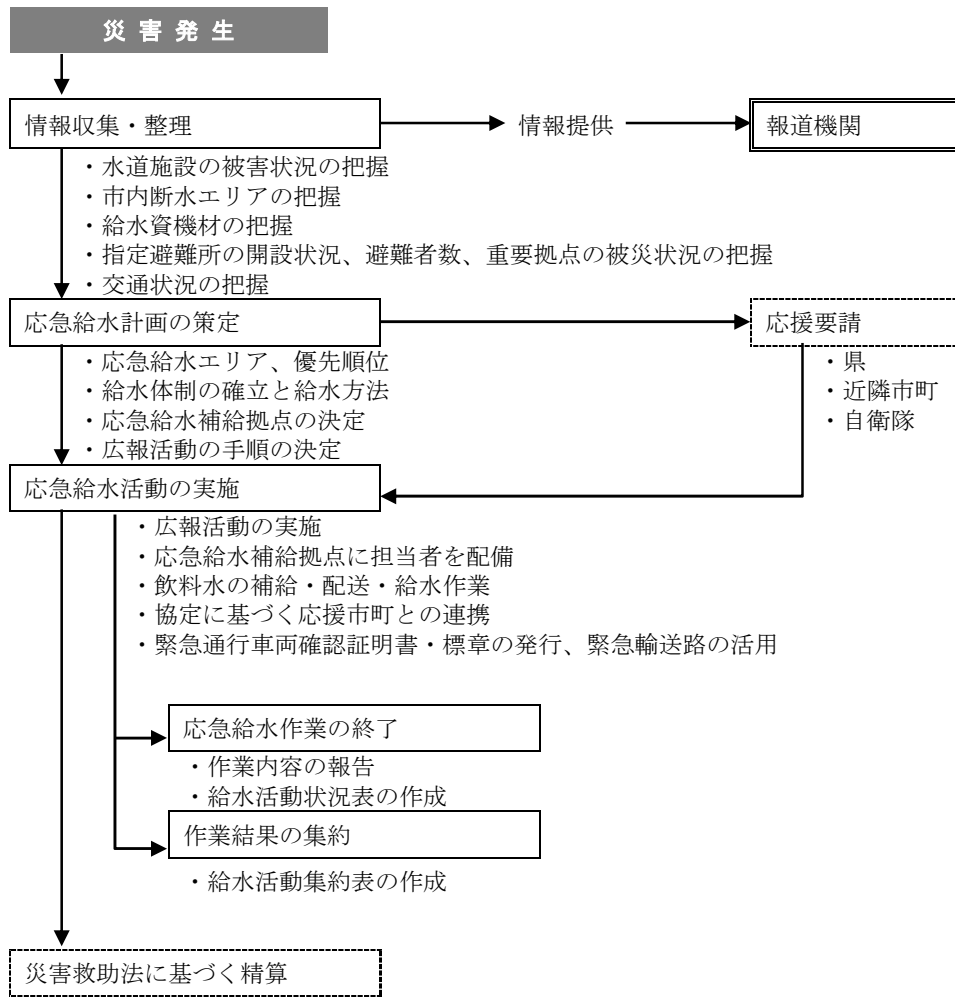 災 害 発 生
情報収集・整理
情報提供
報道機関
・水道施設の被害状況の把握
・市内断水エリアの把握
・給水資機材の把握
・指定避難所の開設状況、避難者数、重要拠点の被災状況の把握
・交通状況の把握
応急給水計画の策定
応援要請
・応急給水エリア、優先順位
・給水体制の確立と給水方法
・応急給水補給拠点の決定
・広報活動の手順の決定
・県
・近隣市町
・自衛隊
応急給水活動の実施
・広報活動の実施
・応急給水補給拠点に担当者を配備
・飲料水の補給・配送・給水作業
・協定に基づく応援市町との連携
・緊急通行車両確認証明書・標章の発行、緊急輸送路の活用
応急給水作業の終了
・作業内容の報告
・給水活動状況表の作成
作業結果の集約
・給水活動集約表の作成
災害救助法に基づく精算